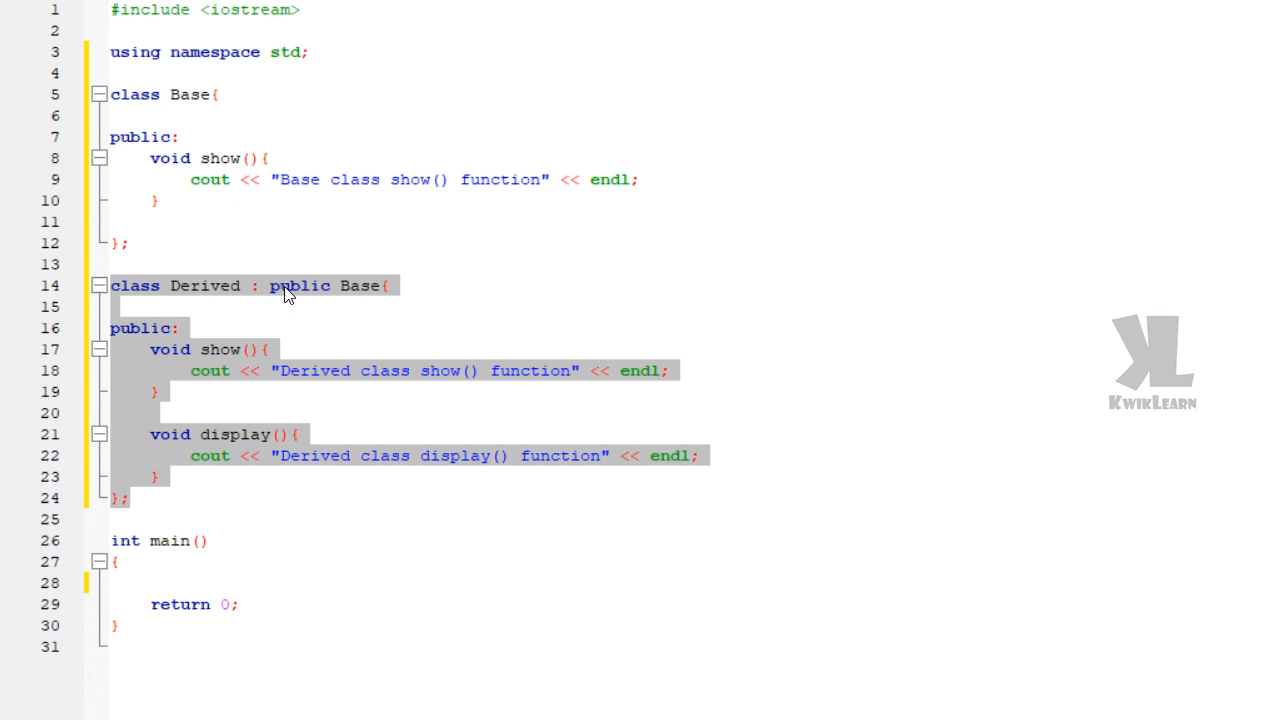 1 #include <iostream>
2
3 using namespace std;
4
5 class Base{
6
7 public:
8 void show(){
9 cout << "Base class show() function" << endl;
10 }
11
12 };
13
14 class Derived : public Base{
15
16 public:
17 void show(){
18 cout << "Derived class show() function" << endl;
19 }
20
21 void display(){
22 cout << "Derived class display() function" << endl;
23 }
24 };
25
26 int main()
27 {
28
29 return 0;
30 }
31
KL
KWIKLEARN